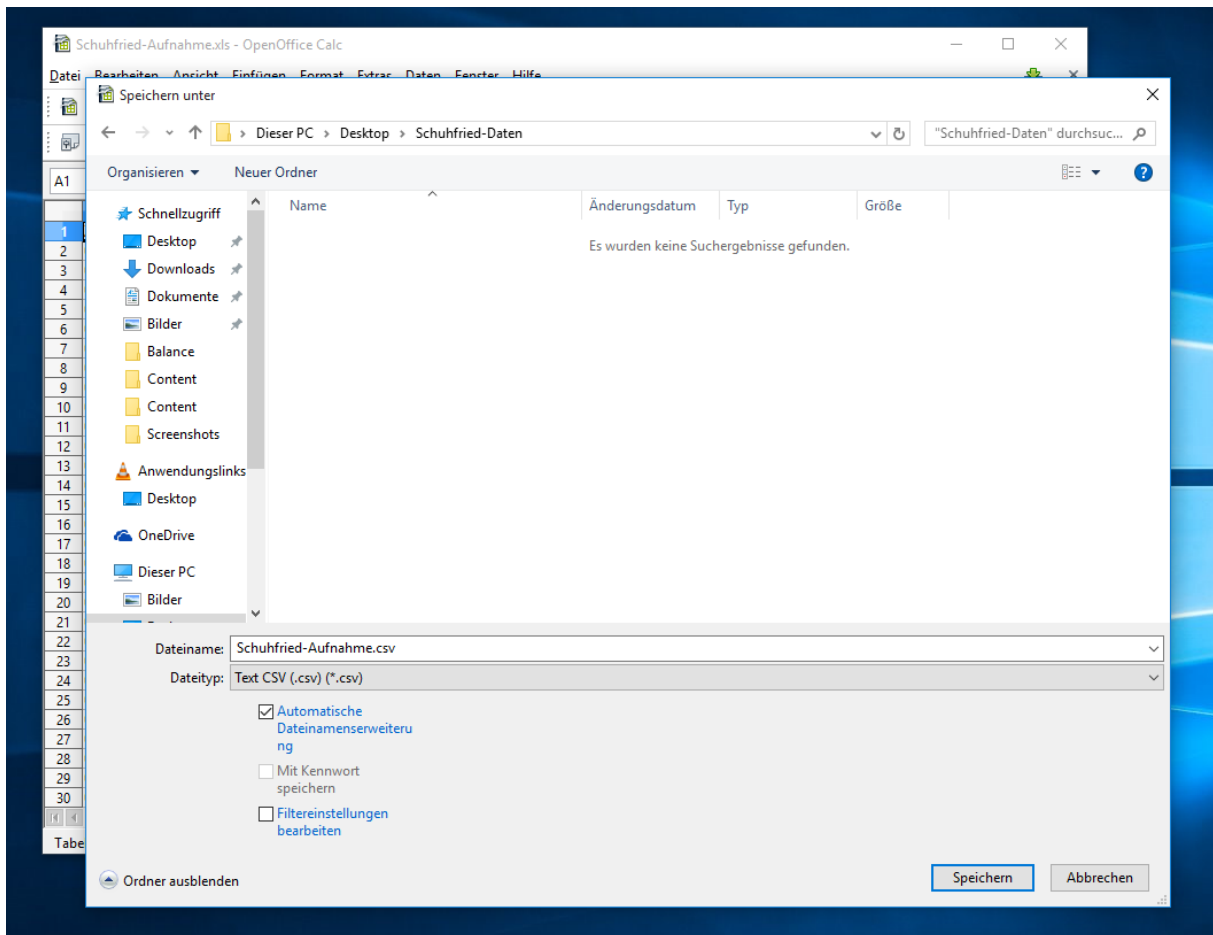 Schuhfried-Aufnahme.xls - OpenOffice Calc
Datei Bearbeiten Ansicht Einfügen Format Extras Daten Fenster Hilfe
Speichern unter
Dieser PC > Desktop > Schuhfried-Daten
"Schuhfried-Daten" durchsuc...
Organisieren Neuer Ordner
A1
Name Änderungsdatum Typ Größe
Es wurden keine Suchergebnisse gefunden.
Schnellzugriff
Desktop
Downloads
Dokumente
Bilder
Balance
Content
Content
Screenshots
Anwendungslinks
Desktop
OneDrive
Dieser PC
Bilder
1
2
3
4
5
6
7
8
9
10
11
12
13
14
15
16
17
18
19
20
21
22
23
24
25
26
27
28
29
30
Tabe
Dateiname: Schuhfried-Aufnahme.csv
Dateityp: Text CSV (.csv) (*.csv)
Automatische
Dateinamenserweiteru
ng
Mit Kennwort
speichern
Filtereinstellungen
bearbeiten
Ordner ausblenden
Speichern Abbrechen